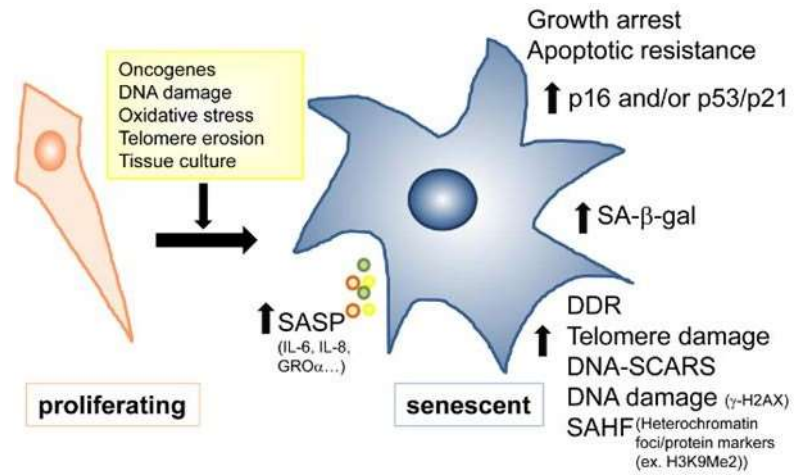 Growth arrest
Apoptotic resistance
Oncogenes
DNA damage
Oxidative stress
Telomere erosion
Tissue culture
p16 and/or p53/p21
SA-β-gal
SASP
(IL-6, IL-8,
GROα...)
DDR
Telomere damage
DNA-SCARS
DNA damage (γ-H2AX)
SAHF (Heterochromatin
foci/protein markers
(ex. H3K9Me2))
proliferating
senescent